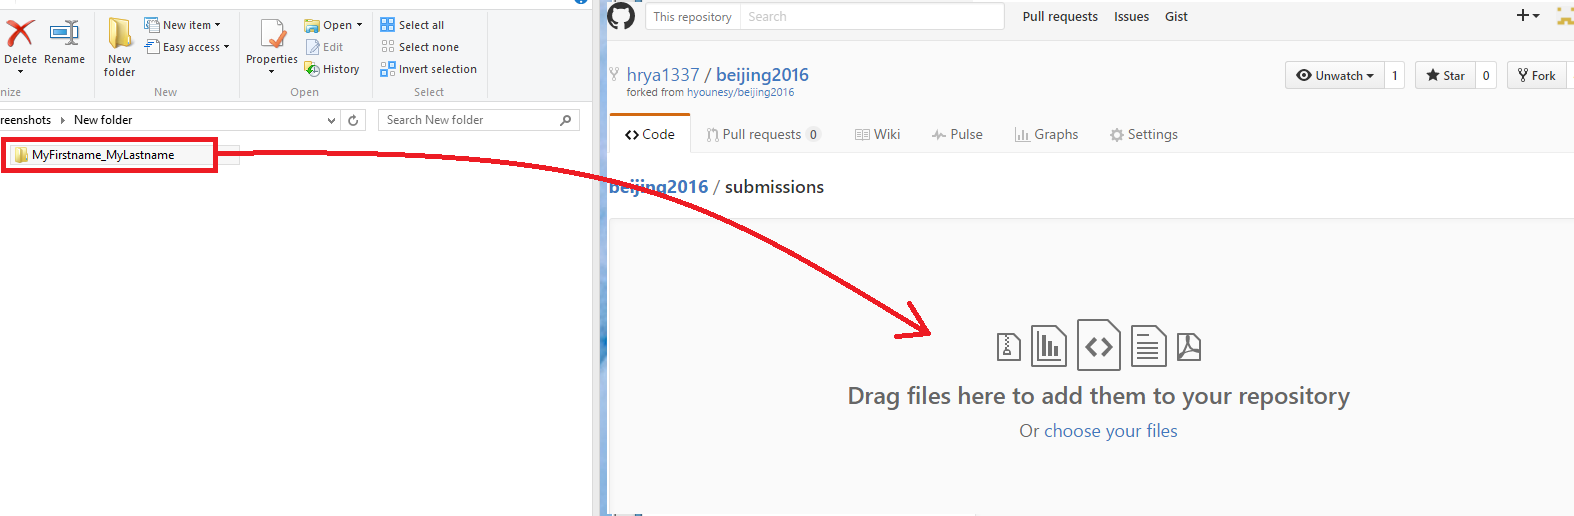 Delete
Rename
New folder
New item
Easy access
Properties
Open
Edit
History
Select all
Select none
Invert selection
nize
New
Open
Select
reenshots
New folder
Search New folder
MyFirstname_MyLastname
This repository
Search
Pull requests
Issues
Gist
hrya1337 / beijing2016
forked from hyounesy/beijing2016
Unwatch 1
Star 0
Fork
Code
Pull requests 0
Wiki
Pulse
Graphs
Settings
beijing2016 / submissions
Drag files here to add them to your repository
Or choose your files